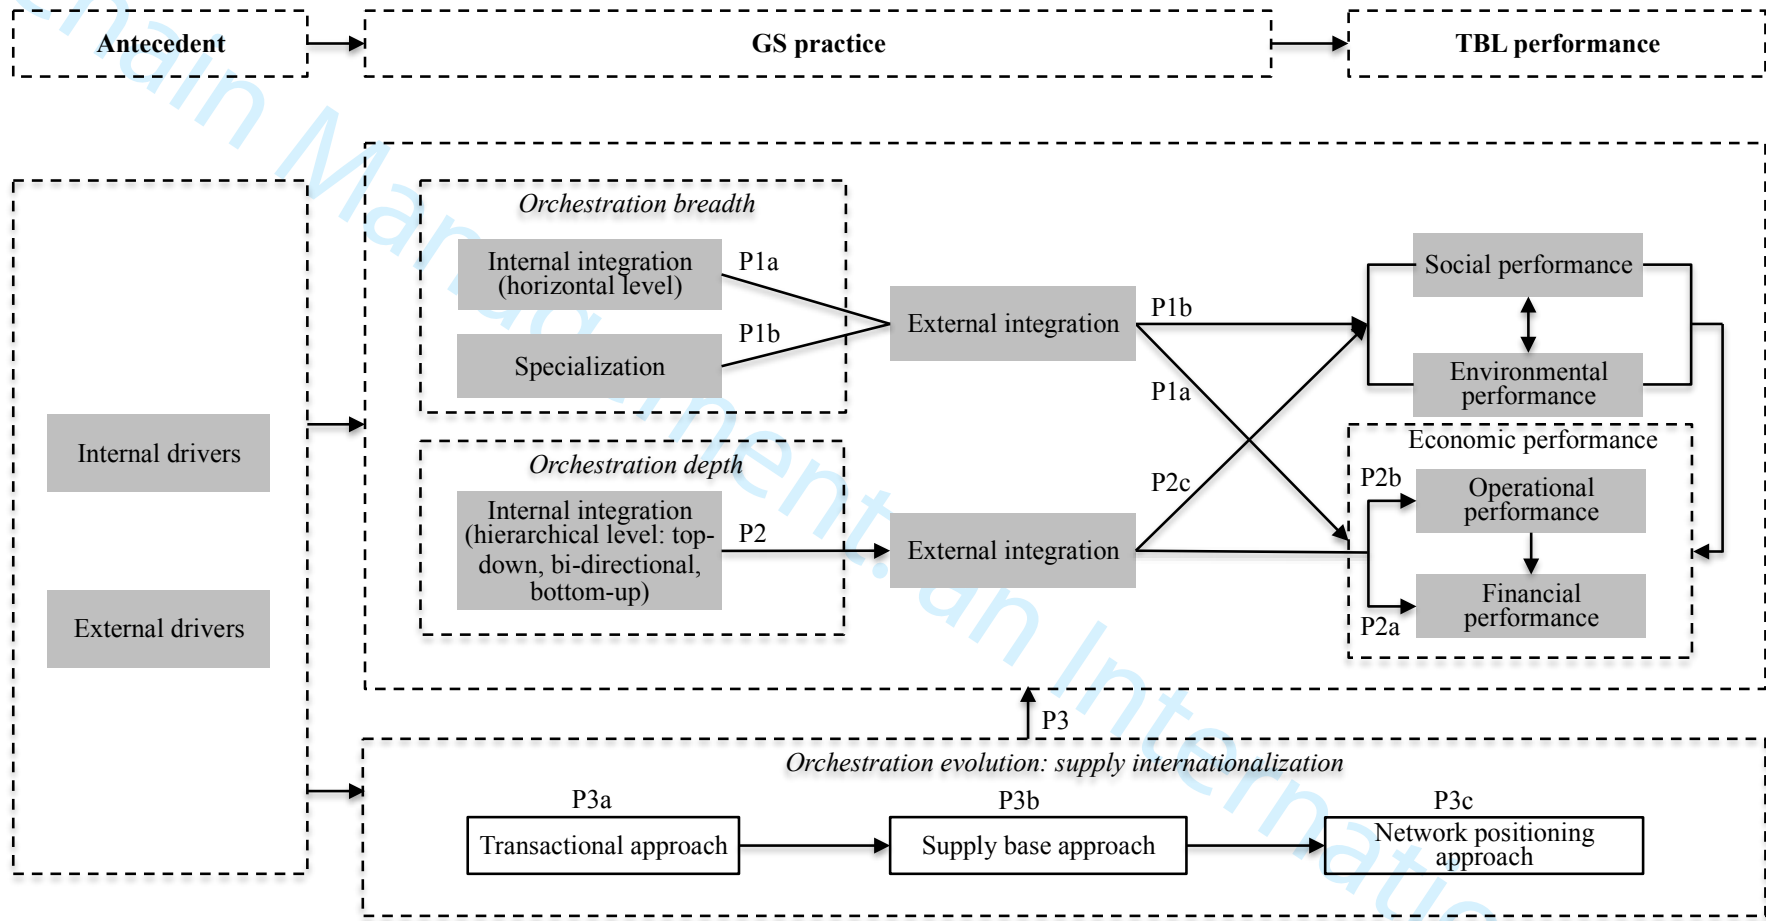 Antecedent
GS practice
TBL performance
Orchestration breadth
Internal integration
(horizontal level)
P1a
P1b
Specialization
External integration
P1b
P1a
Social performance
Environmental
performance
Internal drivers
External drivers
Orchestration depth
Internal integration
(hierarchical level: top-
down, bi-directional,
bottom-up)
P2
External integration
P2c
Economic performance
P2b
Operational
performance
Financial
performance
P2a
P3
Orchestration evolution: supply internationalization
P3a
P3b
P3c
Transactional approach
Supply base approach
Network positioning
approach